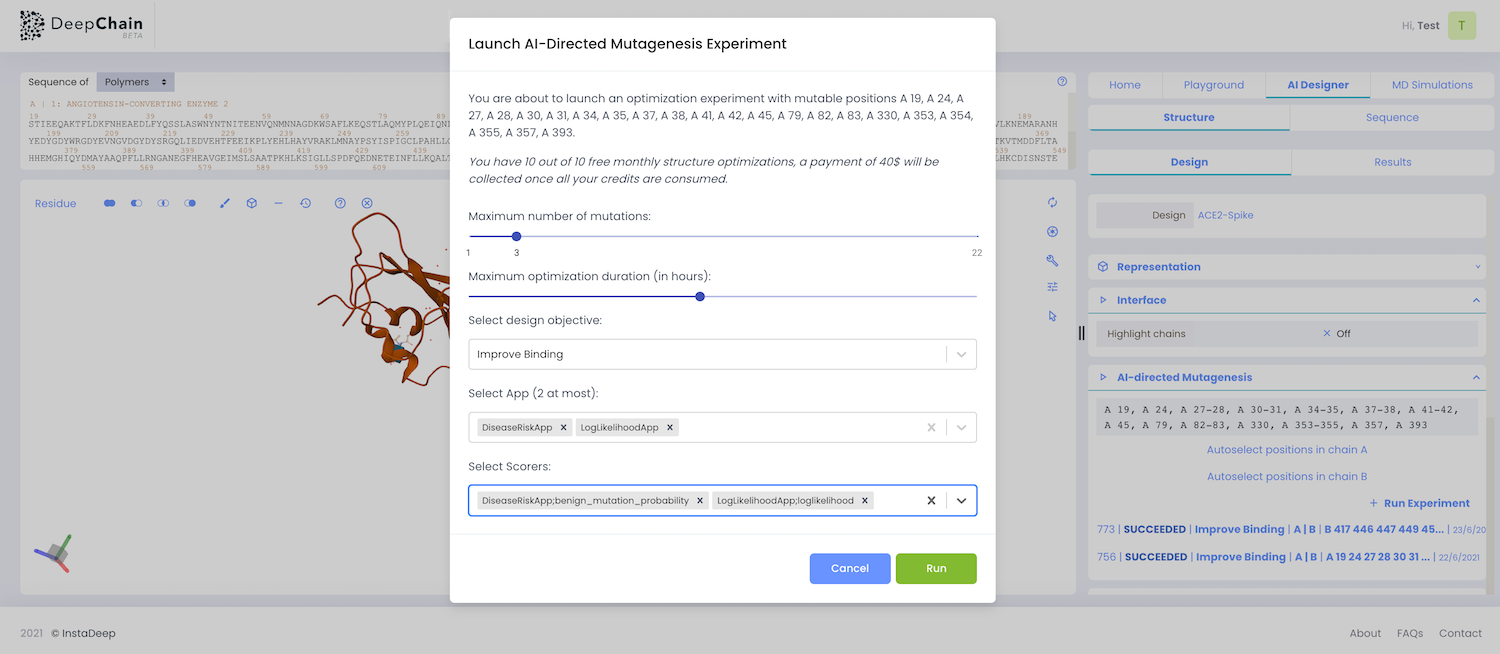 DeepChain
BETA
Hi, Test
T
Sequence of Polymers
A | 1: ANGIOTENSIN-CONVERTING ENZYME 2
19 29 39 49 59 69 79 89
189
STIEEQAKTFLDKFNHEAEDLFYQSSLASWNYNTNITEENVQNMNNAGDKWSAFLKEQSTLAQMYPLQEIQN
VLKNEMARANH
199 209 219 229 239 249 259
369
YEDYGDYWRGDYEVNGVDGYDYSRGQLIEDVEHTFEEIKPLYEHLHAYVRAKLMNAYPSYISPIGCLPAHLL
KVTMDDFLTA
379 389 399 409 419 429 439
549
HHEMGHIQYDMAYAAQPFLLRNGANEGFHEAVGEIMSLSAATPKHLKSIGLLSPDFQEDNETEINFLLKQAL
LHKCDISNSTE
559 569 579 589 599 609
Residue
Launch AI-Directed Mutagenesis Experiment
You are about to launch an optimization experiment with mutable positions A 19, A 24, A
27, A 28, A 30, A 31, A 34, A 35, A 37, A 38, A 41, A 42, A 45, A 79, A 82, A 83, A 330, A 353, A 354,
A 355, A 357, A 393.
You have 10 out of 10 free monthly structure optimizations, a payment of 40$ will be
collected once all your credits are consumed.
Maximum number of mutations:
1 3 22
Maximum optimization duration (in hours):
Select design objective:
Improve Binding
Select App (2 at most):
DiseaseRiskApp LogLikelihoodApp
Select Scorers:
DiseaseRiskApp;benign_mutation_probability LogLikelihoodApp;loglikelihood
Cancel Run
Home Playground AI Designer MD Simulations
Structure Sequence
Design Results
Design ACE2-Spike
Representation
Interface
Highlight chains Off
AI-directed Mutagenesis
A 19, A 24, A 27-28, A 30-31, A 34-35, A 37-38, A 41-42,
A 45, A 79, A 82-83, A 330, A 353-355, A 357, A 393
Autoselect positions in chain A
Autoselect positions in chain B
+ Run Experiment
773 | SUCCEEDED | Improve Binding | A | B | B 417 446 447 449 45... | 23/6/20
756 | SUCCEEDED | Improve Binding | A | B | A 19 24 27 28 30 31 ... | 22/6/2021
2021 © InstaDeep
About FAQs Contact